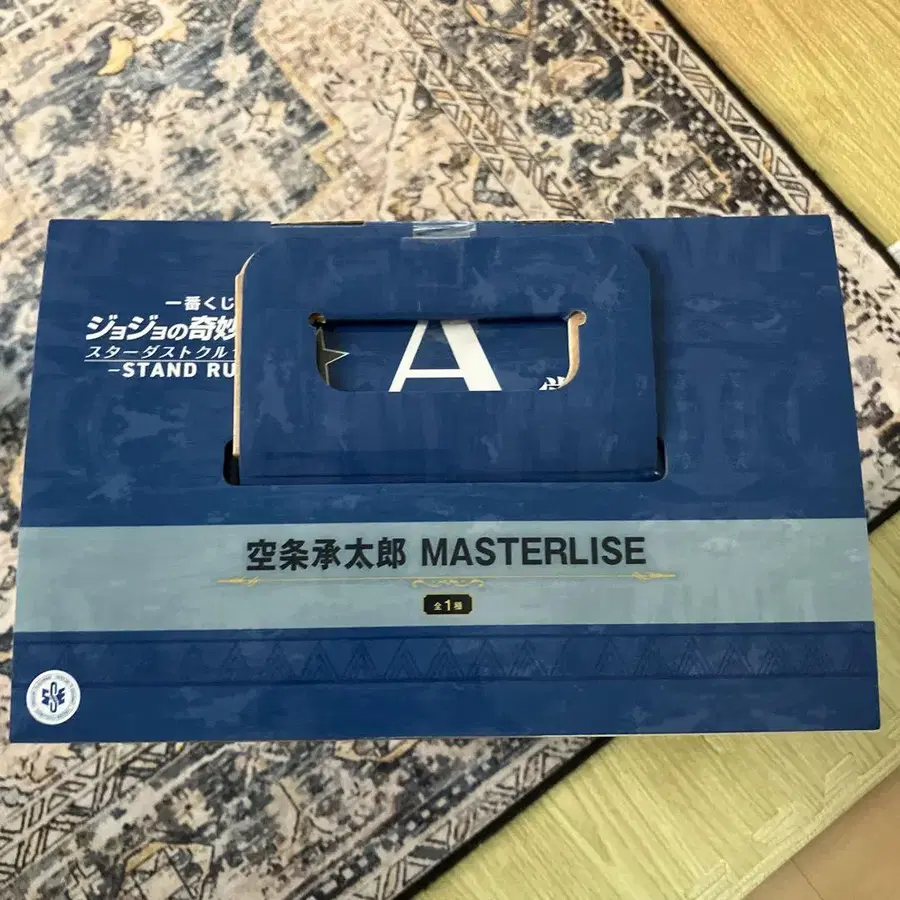 一番くじ
ジョジョの奇妙
スターダストクル
-STAND RU
A
空条承太郎 MASTERLISE
全1種